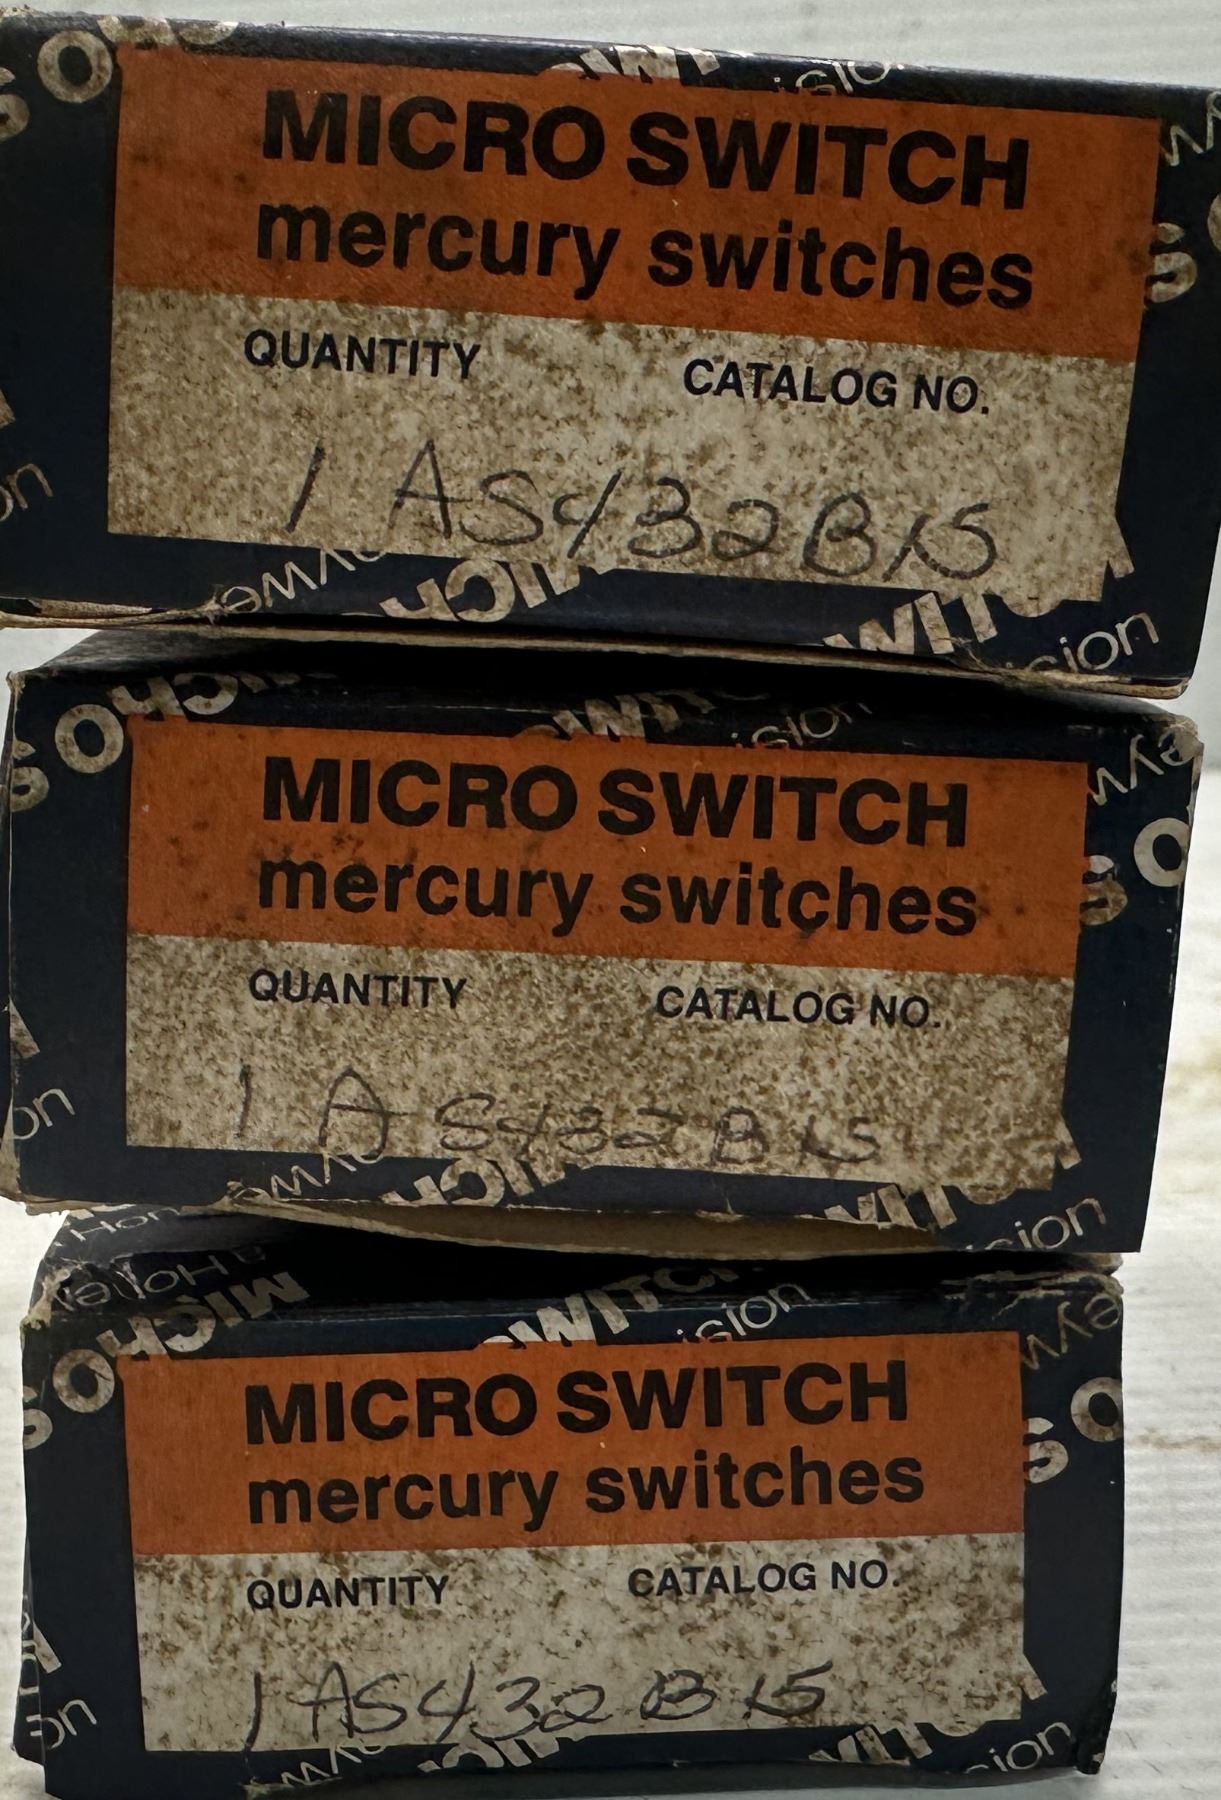 MICRO SWITCH
mercury switches
QUANTITY CATALOG NO.
1 AS432B15
MICRO SWITCH
mercury switches
QUANTITY CATALOG NO.
1 AS432B15
MICRO SWITCH
mercury switches
QUANTITY CATALOG NO.
1 AS432B15